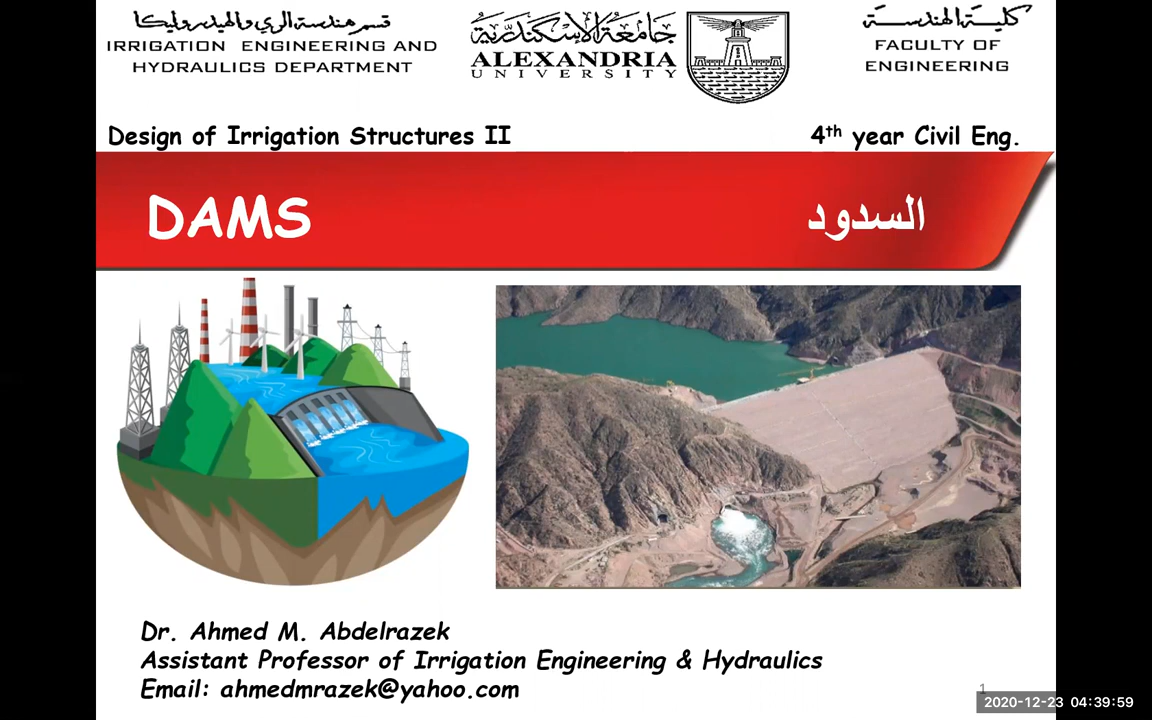 قسم هندسة الري والهيدروليكا
IRRIGATION ENGINEERING AND
HYDRAULICS DEPARTMENT
جامعة الإسكندرية
ALEXANDRIA
UNIVERSITY
كلية الهندسة
FACULTY OF
ENGINEERING
Design of Irrigation Structures II
4th year Civil Eng.
DAMS
السدود
Dr. Ahmed M. Abdelrazek
Assistant Professor of Irrigation Engineering & Hydraulics
Email: ahmedmrazek@yahoo.com
1
2020-12-23 04:39:59